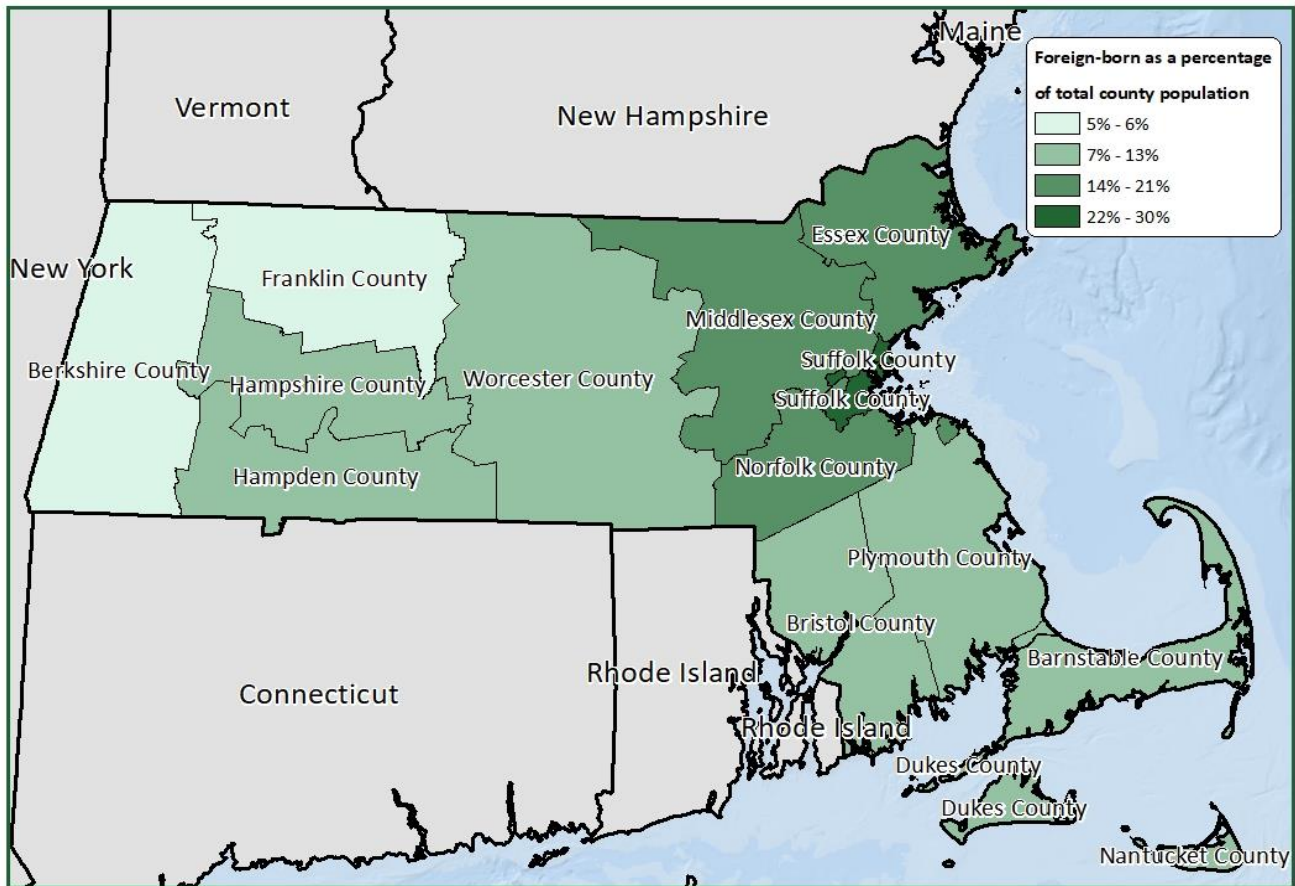 Maine
Foreign-born as a percentage
of total county population
5% - 6%
7% - 13%
14% - 21%
22% - 30%
Vermont
New Hampshire
Essex County
New York
Franklin County
Middlesex County
Suffolk County
Berkshire County
Hampshire County
Worcester County
Suffolk County
Norfolk County
Hampden County
Plymouth County
Bristol County
Barnstable County
Rhode Island
Connecticut
Rhode Island
Dukes County
Dukes County
Nantucket County